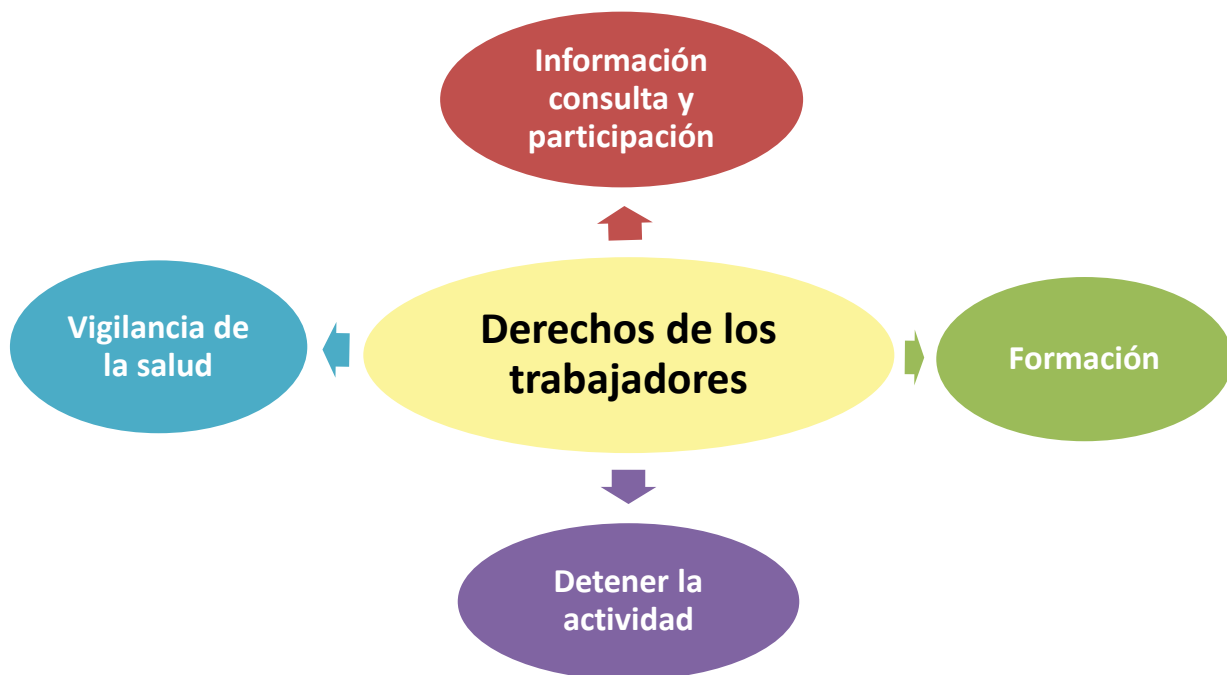 Información
consulta y
participación
Vigilancia de
la salud
Derechos de los
trabajadores
Formación
Detener la
actividad